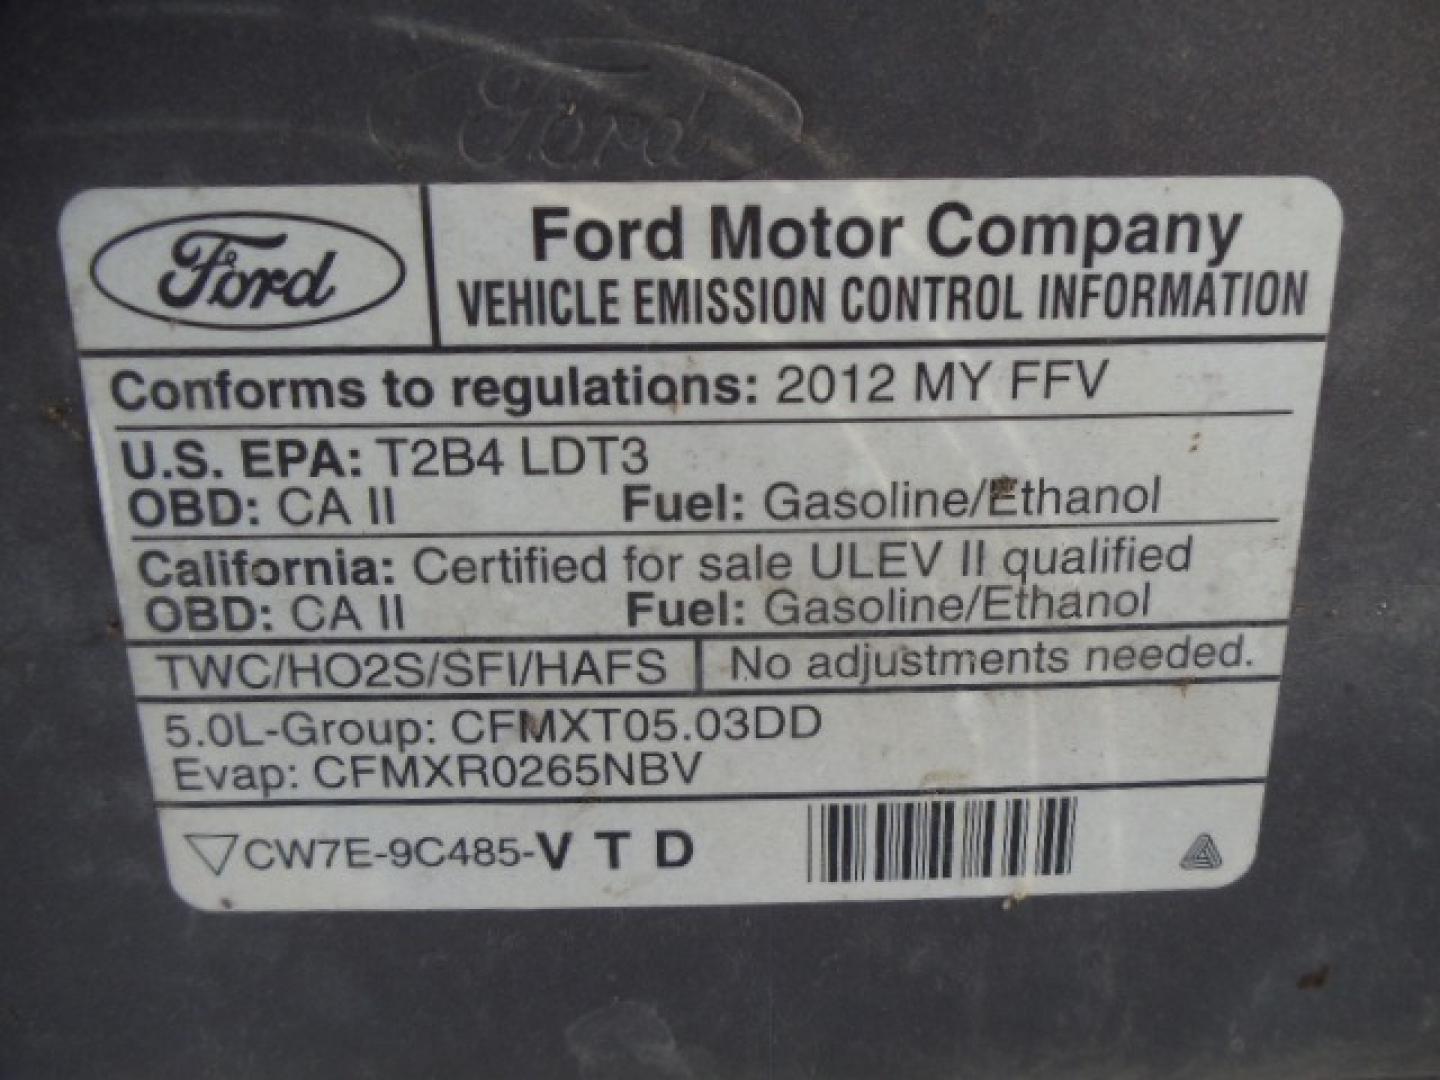 Ford
Ford
Ford Motor Company
VEHICLE EMISSION CONTROL INFORMATION
Conforms to regulations: 2012 MY FFV
U.S. EPA: T2B4 LDT3
OBD: CA II Fuel: Gasoline/Ethanol
California: Certified for sale ULEV II qualified
OBD: CA II Fuel: Gasoline/Ethanol
TWC/HO2S/SFI/HAFS No adjustments needed.
5.0L-Group: CFMXT05.03DD
Evap: CFMXR0265NBV
CW7E-9C485-V T D